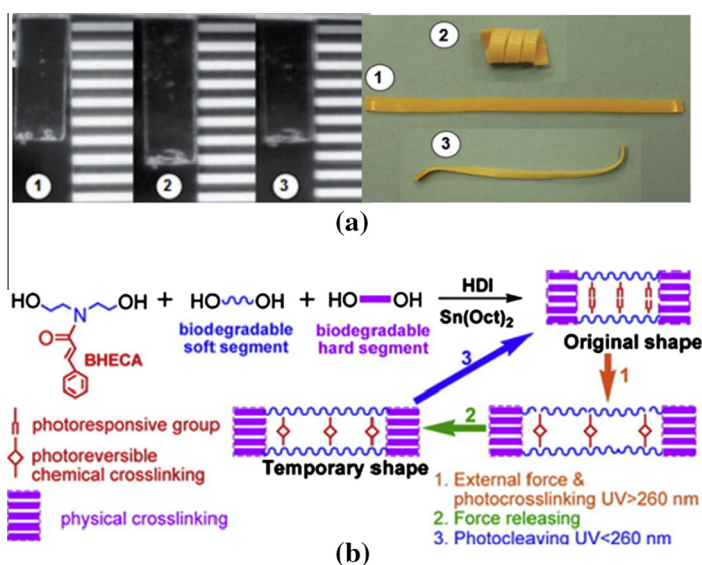 1
2
3
2
1
3
(a)
HO
OH
N
O
BHECA
+
HO
OH
biodegradable
soft segment
+
HO
OH
biodegradable
hard segment
HDI
Sn(Oct)2
Original shape
3
1
photoresponsive group
photoreversible
chemical crosslinking
physical crosslinking
2
Temporary shape
1. External force &
photocrosslinking UV>260 nm
2. Force releasing
3. Photocleaving UV<260 nm
(b)